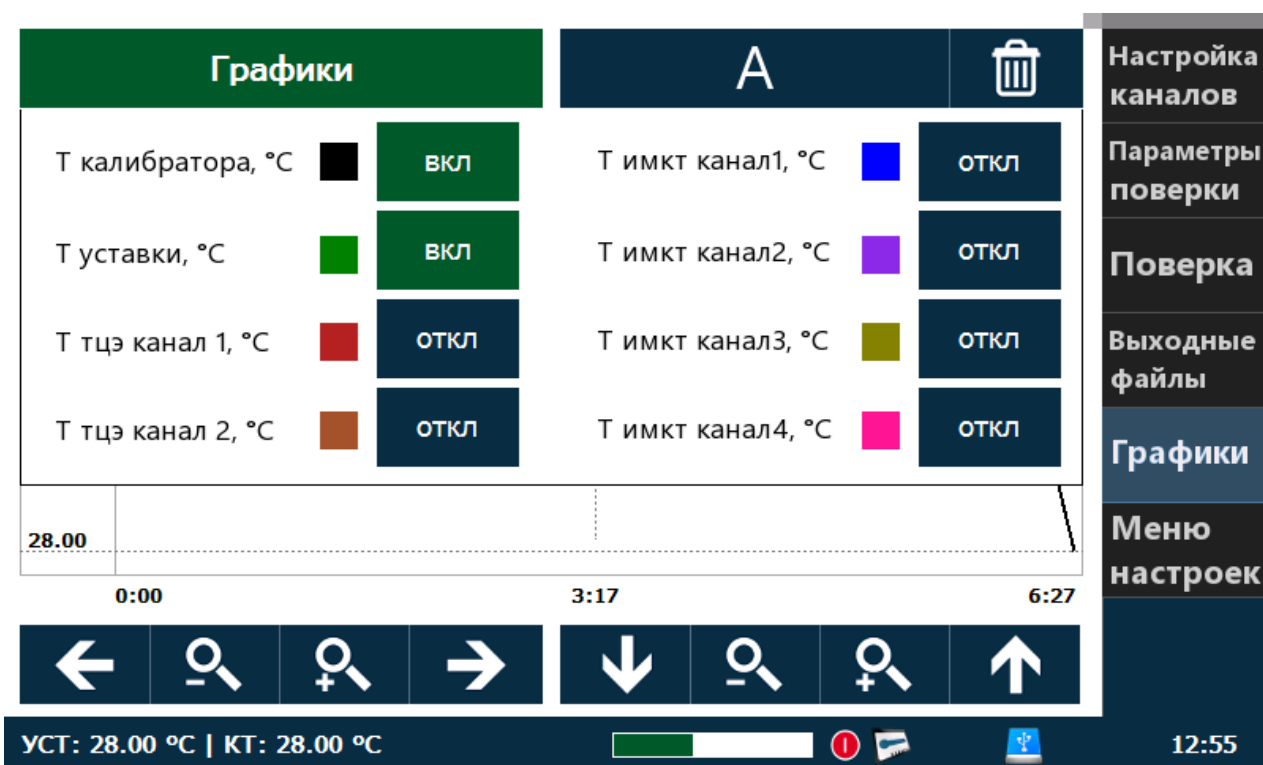 Графики
A
Т калибратора, °C
вкл
Т имкт канал1, °C
откл
Т уставки, °C
вкл
Т имкт канал2, °C
откл
Т тцэ канал 1, °C
откл
Т имкт канал3, °C
откл
Т тцэ канал 2, °C
откл
Т имкт канал4, °C
откл
28.00
0:00
3:17
6:27
Настройка
каналов
Параметры
поверки
Поверка
Выходные
файлы
Графики
Меню
настроек
УСТ: 28.00 ºC | КТ: 28.00 ºC
12:55